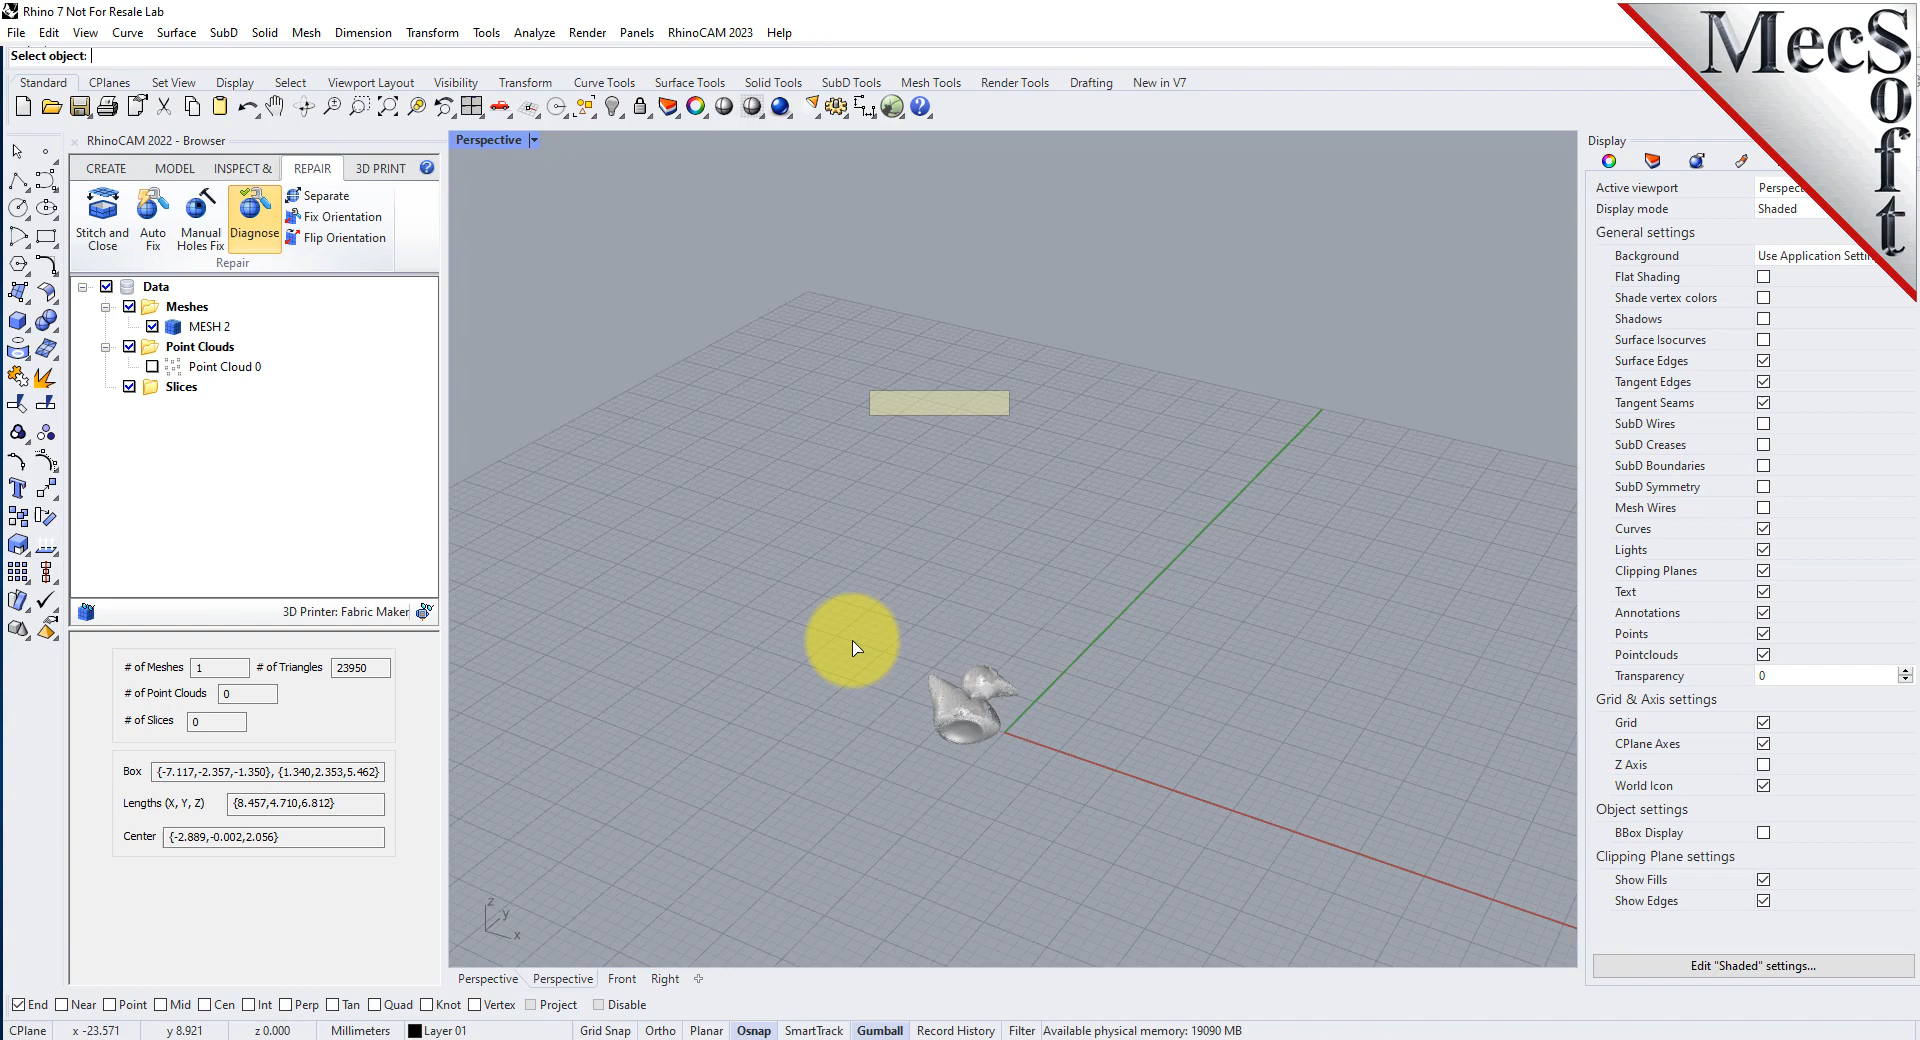 Rhino 7 Not For Resale Lab
File Edit View Curve Surface SubD Solid Mesh Dimension Transform Tools Analyze Render Panels RhinoCAM 2023 Help
Select object:
Standard CPlanes Set View Display Select Viewport Layout Visibility Transform Curve Tools Surface Tools Solid Tools SubD Tools Mesh Tools Render Tools Drafting New in V7
MecSoft
RhinoCAM 2022 - Browser
CREATE MODEL INSPECT & REPAIR 3D PRINT
Stitch and Close
Auto Fix
Manual Holes Fix
Diagnose
Separate
Fix Orientation
Flip Orientation
Repair
Data
Meshes
MESH 2
Point Clouds
Point Cloud 0
Slices
3D Printer: Fabric Maker
# of Meshes 1 # of Triangles 23950
# of Point Clouds 0
# of Slices 0
Box {-7.117,-2.357,-1.350}, {1.340,2.353,5.462}
Lengths (X, Y, Z) {8.457,4.710,6.812}
Center {-2.889,-0.002,2.056}
Perspective
z
y
x
Perspective Perspective Front Right
Display
Active viewport
Display mode Shaded
General settings
Background Use Application
Flat Shading
Shade vertex colors
Shadows
Surface Isocurves
Surface Edges
Tangent Edges
Tangent Seams
SubD Wires
SubD Creases
SubD Boundaries
SubD Symmetry
Mesh Wires
Curves
Lights
Clipping Planes
Text
Annotations
Points
Pointclouds
Transparency 0
Grid & Axis settings
Grid
CPlane Axes
Z Axis
World Icon
Object settings
BBox Display
Clipping Plane settings
Show Fills
Show Edges
Edit "Shaded" settings...
End Near Point Mid Cen Int Perp Tan Quad Knot Vertex Project Disable
CPlane x -23.571 y 8.921 z 0.000 Millimeters Layer 01 Grid Snap Ortho Planar Osnap SmartTrack Gumball Record History Filter Available physical memory: 19090 MB